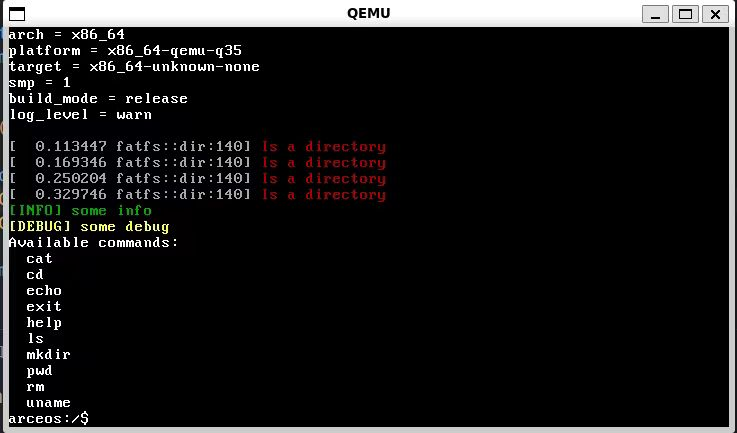 QEMU
arch = x86_64
platform = x86_64-qemu-q35
target = x86_64-unknown-none
smp = 1
build_mode = release
log_level = warn
[  0.113447 fatfs::dir:140] Is a directory
[  0.169346 fatfs::dir:140] Is a directory
[  0.250204 fatfs::dir:140] Is a directory
[  0.329746 fatfs::dir:140] Is a directory
[INFO] some info
[DEBUG] some debug
Available commands:
cat
cd
echo
exit
help
ls
mkdir
pwd
rm
uname
arceos:/$